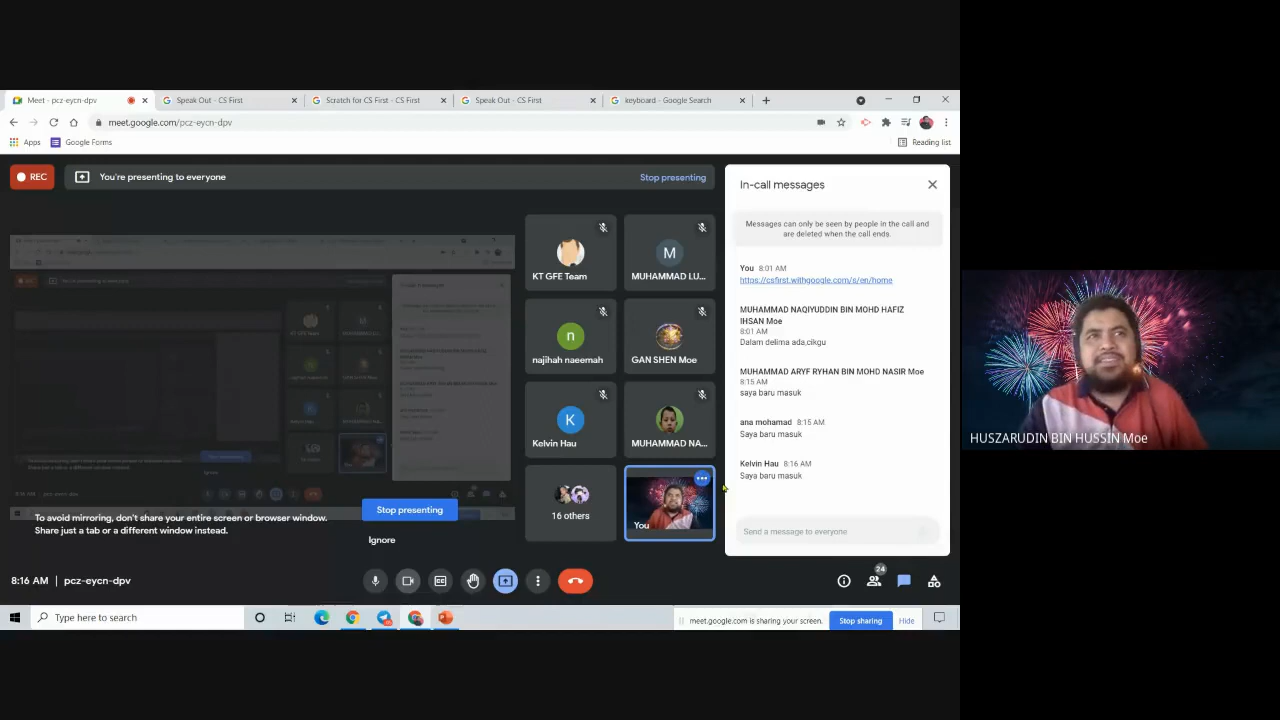 Meet - pcz-eycn-dpv
Speak Out - CS First
Scratch for CS First - CS First
Speak Out - CS First
keyboard - Google Search
meet.google.com/pcz-eycn-dpv
Apps
Google Forms
Reading list
REC
You're presenting to everyone
Stop presenting
In-call messages
Messages can only be seen by people in the call and
are deleted when the call ends.
You 8:01 AM
https://csfirst.withgoogle.com/s/en/home
MUHAMMAD NAQIYUDDIN BIN MOHD HAFIZ
IHSAN Moe
8:01 AM
Dalam delima ada,cikgu
MUHAMMAD ARYF RYHAN BIN MOHD NASIR Moe
8:15 AM
saya baru masuk
ana mohamad 8:15 AM
Saya baru masuk
Kelvin Hau 8:16 AM
Saya baru masuk
Send a message to everyone
KT GFE Team
M
MUHAMMAD LU...
n
najihah naeemah
GAN SHEN Moe
K
Kelvin Hau
MUHAMMAD NA...
16 others
You
To avoid mirroring, don't share your entire screen or browser window.
Share just a tab or a different window instead.
Stop presenting
Ignore
8:16 AM | pcz-eycn-dpv
24
Type here to search
meet.google.com is sharing your screen.
Stop sharing
Hide
HUSZARUDIN BIN HUSSIN Moe